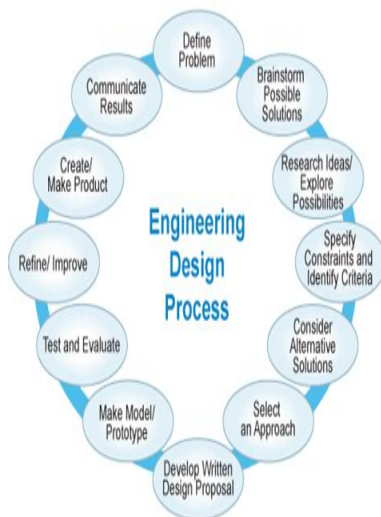 Define
Problem
Brainstorm
Possible
Solutions
Research Ideas/
Explore
Possibilities
Specify
Constraints and
Identify Criteria
Consider
Alternative
Solutions
Select
an Approach
Develop Written
Design Proposal
Make Model/
Prototype
Test and Evaluate
Refine/ Improve
Create/
Make Product
Communicate
Results
Engineering
Design
Process